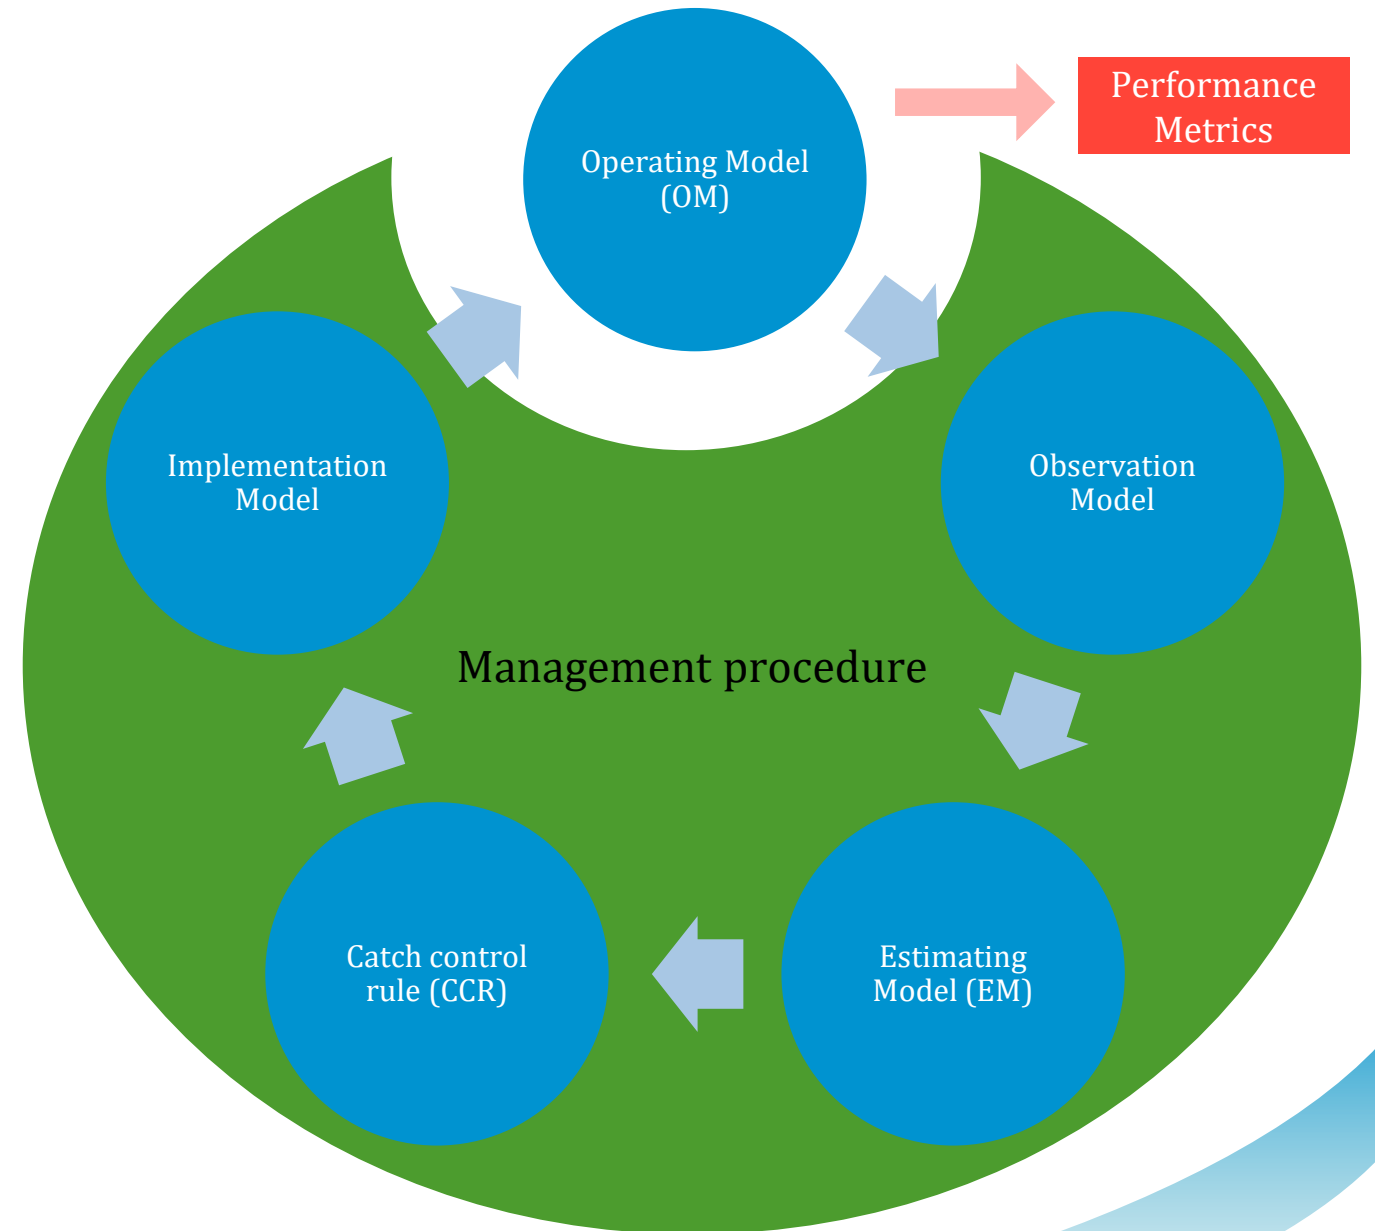 Performance
Metrics
Operating Model
(OM)
Implementation
Model
Observation
Model
Management procedure
Catch control
rule (CCR)
Estimating
Model (EM)